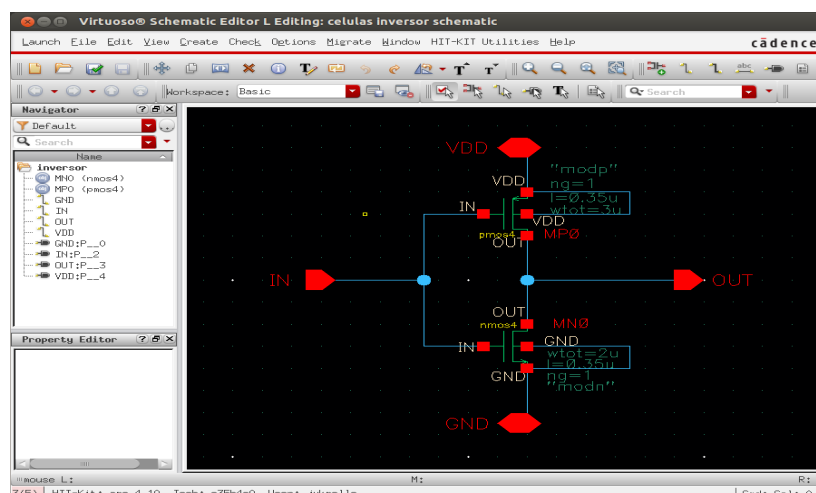 Virtuoso® Schematic Editor L Editing: celulas inversor schematic
Launch File Edit View Create Check Options Migrate Window HIT-KIT Utilities Help
cādence
Workspace: Basic
Search
Navigator
Default
Search
Name
inversor
MN0 (nmos4)
MP0 (pmos4)
GND
IN
OUT
VDD
GND:P__0
IN:P__2
OUT:P__3
VDD:P__4
Property Editor
VDD
"modp"
VDD
ng=1
l=0.35u
IN
wtot=3u
VDD
pmos4
MPØ
OUT
IN
OUT
OUT
nmos4
MNØ
GND
IN
wtot=2u
l=0.35u
GND
ng=1
"modn"
GND
mouse L:
M:
R: